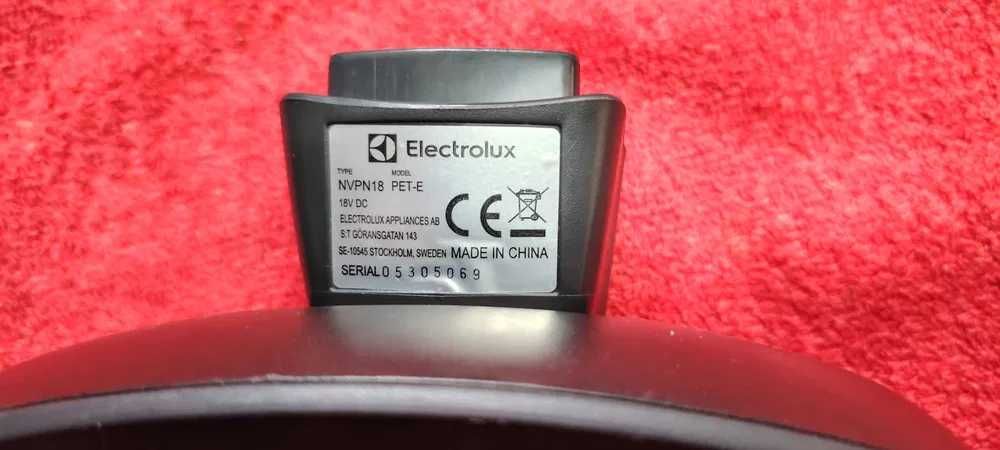 Electrolux
TYPE MODEL
NVPN18 PET-E
18V DC
ELECTROLUX APPLIANCES AB
S:T GÖRANSGATAN 143
SE-10545 STOCKHOLM, SWEDEN MADE IN CHINA
CE
SERIAL 05305069